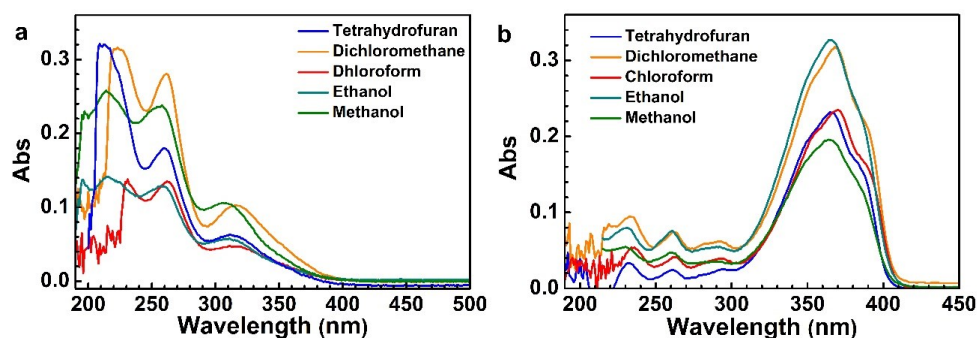 a
Tetrahydrofuran
Dichloromethane
Dhloroform
Ethanol
Methanol
Abs
0.3
0.2
0.1
0.0
200 250 300 350 400 450 500
Wavelength (nm)
b
Tetrahydrofuran
Dichloromethane
Chloroform
Ethanol
Methanol
Abs
0.3
0.2
0.1
0.0
200 250 300 350 400 450
Wavelength (nm)